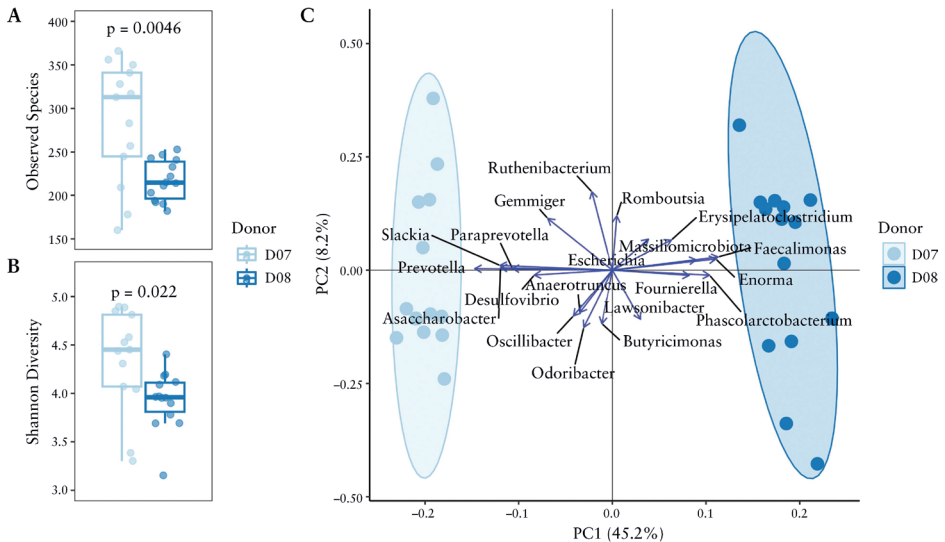 A
400
350
300
250
200
150
Observed Species
p = 0.0046
B
5.0
4.5
4.0
3.5
3.0
Shannon Diversity
p = 0.022
Donor
D07
D08
C
0.50
0.25
0.00
−0.25
−0.50
PC2 (8.2%)
Ruthenibacterium
Gemmiger
Romboutsia
Erysipelatoclostridium
Slackia
Paraprevotella
Massiliomicrobiota
Faecalimonas
Escherichia
Prevotella
Enorma
Anaerotruncus
Fournierella
Desulfovibrio
Lawsonibacter
Asaccharobacter
Phascolarctobacterium
Oscillibacter
Butyricimonas
Odoribacter
−0.2
−0.1
0.0
0.1
0.2
PC1 (45.2%)
Donor
D07
D08